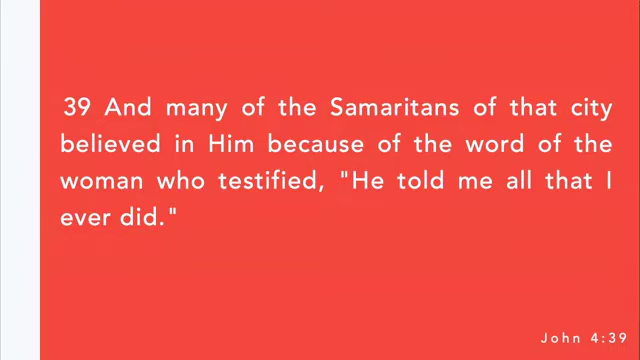 39 And many of the Samaritans of that city
believed in Him because of the word of the
woman who testified, "He told me all that I
ever did."
John 4:39